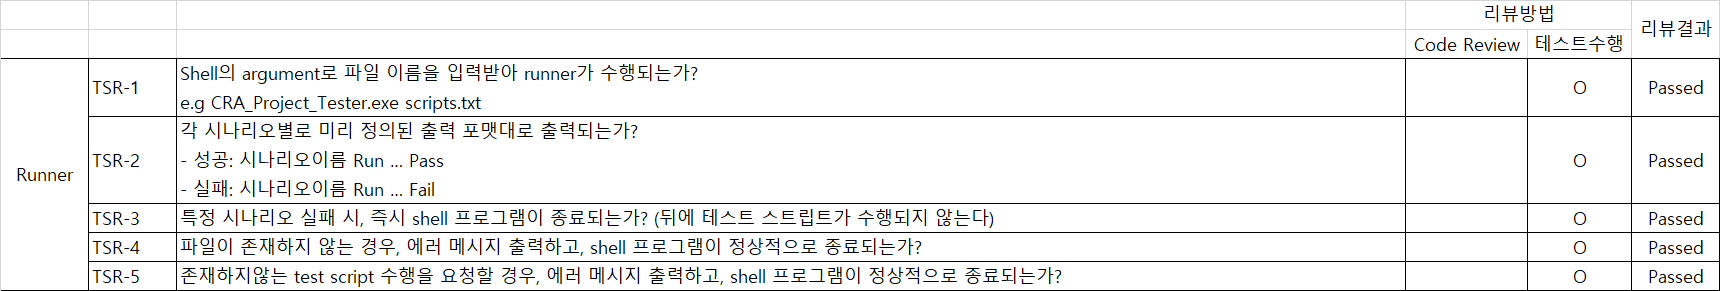 리뷰방법
리뷰결과
Code Review 테스트수행
Runner
TSR-1
Shell의 argument로 파일 이름을 입력받아 runner가 수행되는가?
e.g CRA_Project_Tester.exe scripts.txt
O
Passed
TSR-2
각 시나리오별로 미리 정의된 출력 포맷대로 출력되는가?
- 성공: 시나리오이름 Run ... Pass
- 실패: 시나리오이름 Run ... Fail
O
Passed
TSR-3 특정 시나리오 실패 시, 즉시 shell 프로그램이 종료되는가? (뒤에 테스트 스트립트가 수행되지 않는다) O Passed
TSR-4 파일이 존재하지 않는 경우, 에러 메시지 출력하고, shell 프로그램이 정상적으로 종료되는가? O Passed
TSR-5 존재하지않는 test script 수행을 요청할 경우, 에러 메시지 출력하고, shell 프로그램이 정상적으로 종료되는가? O Passed